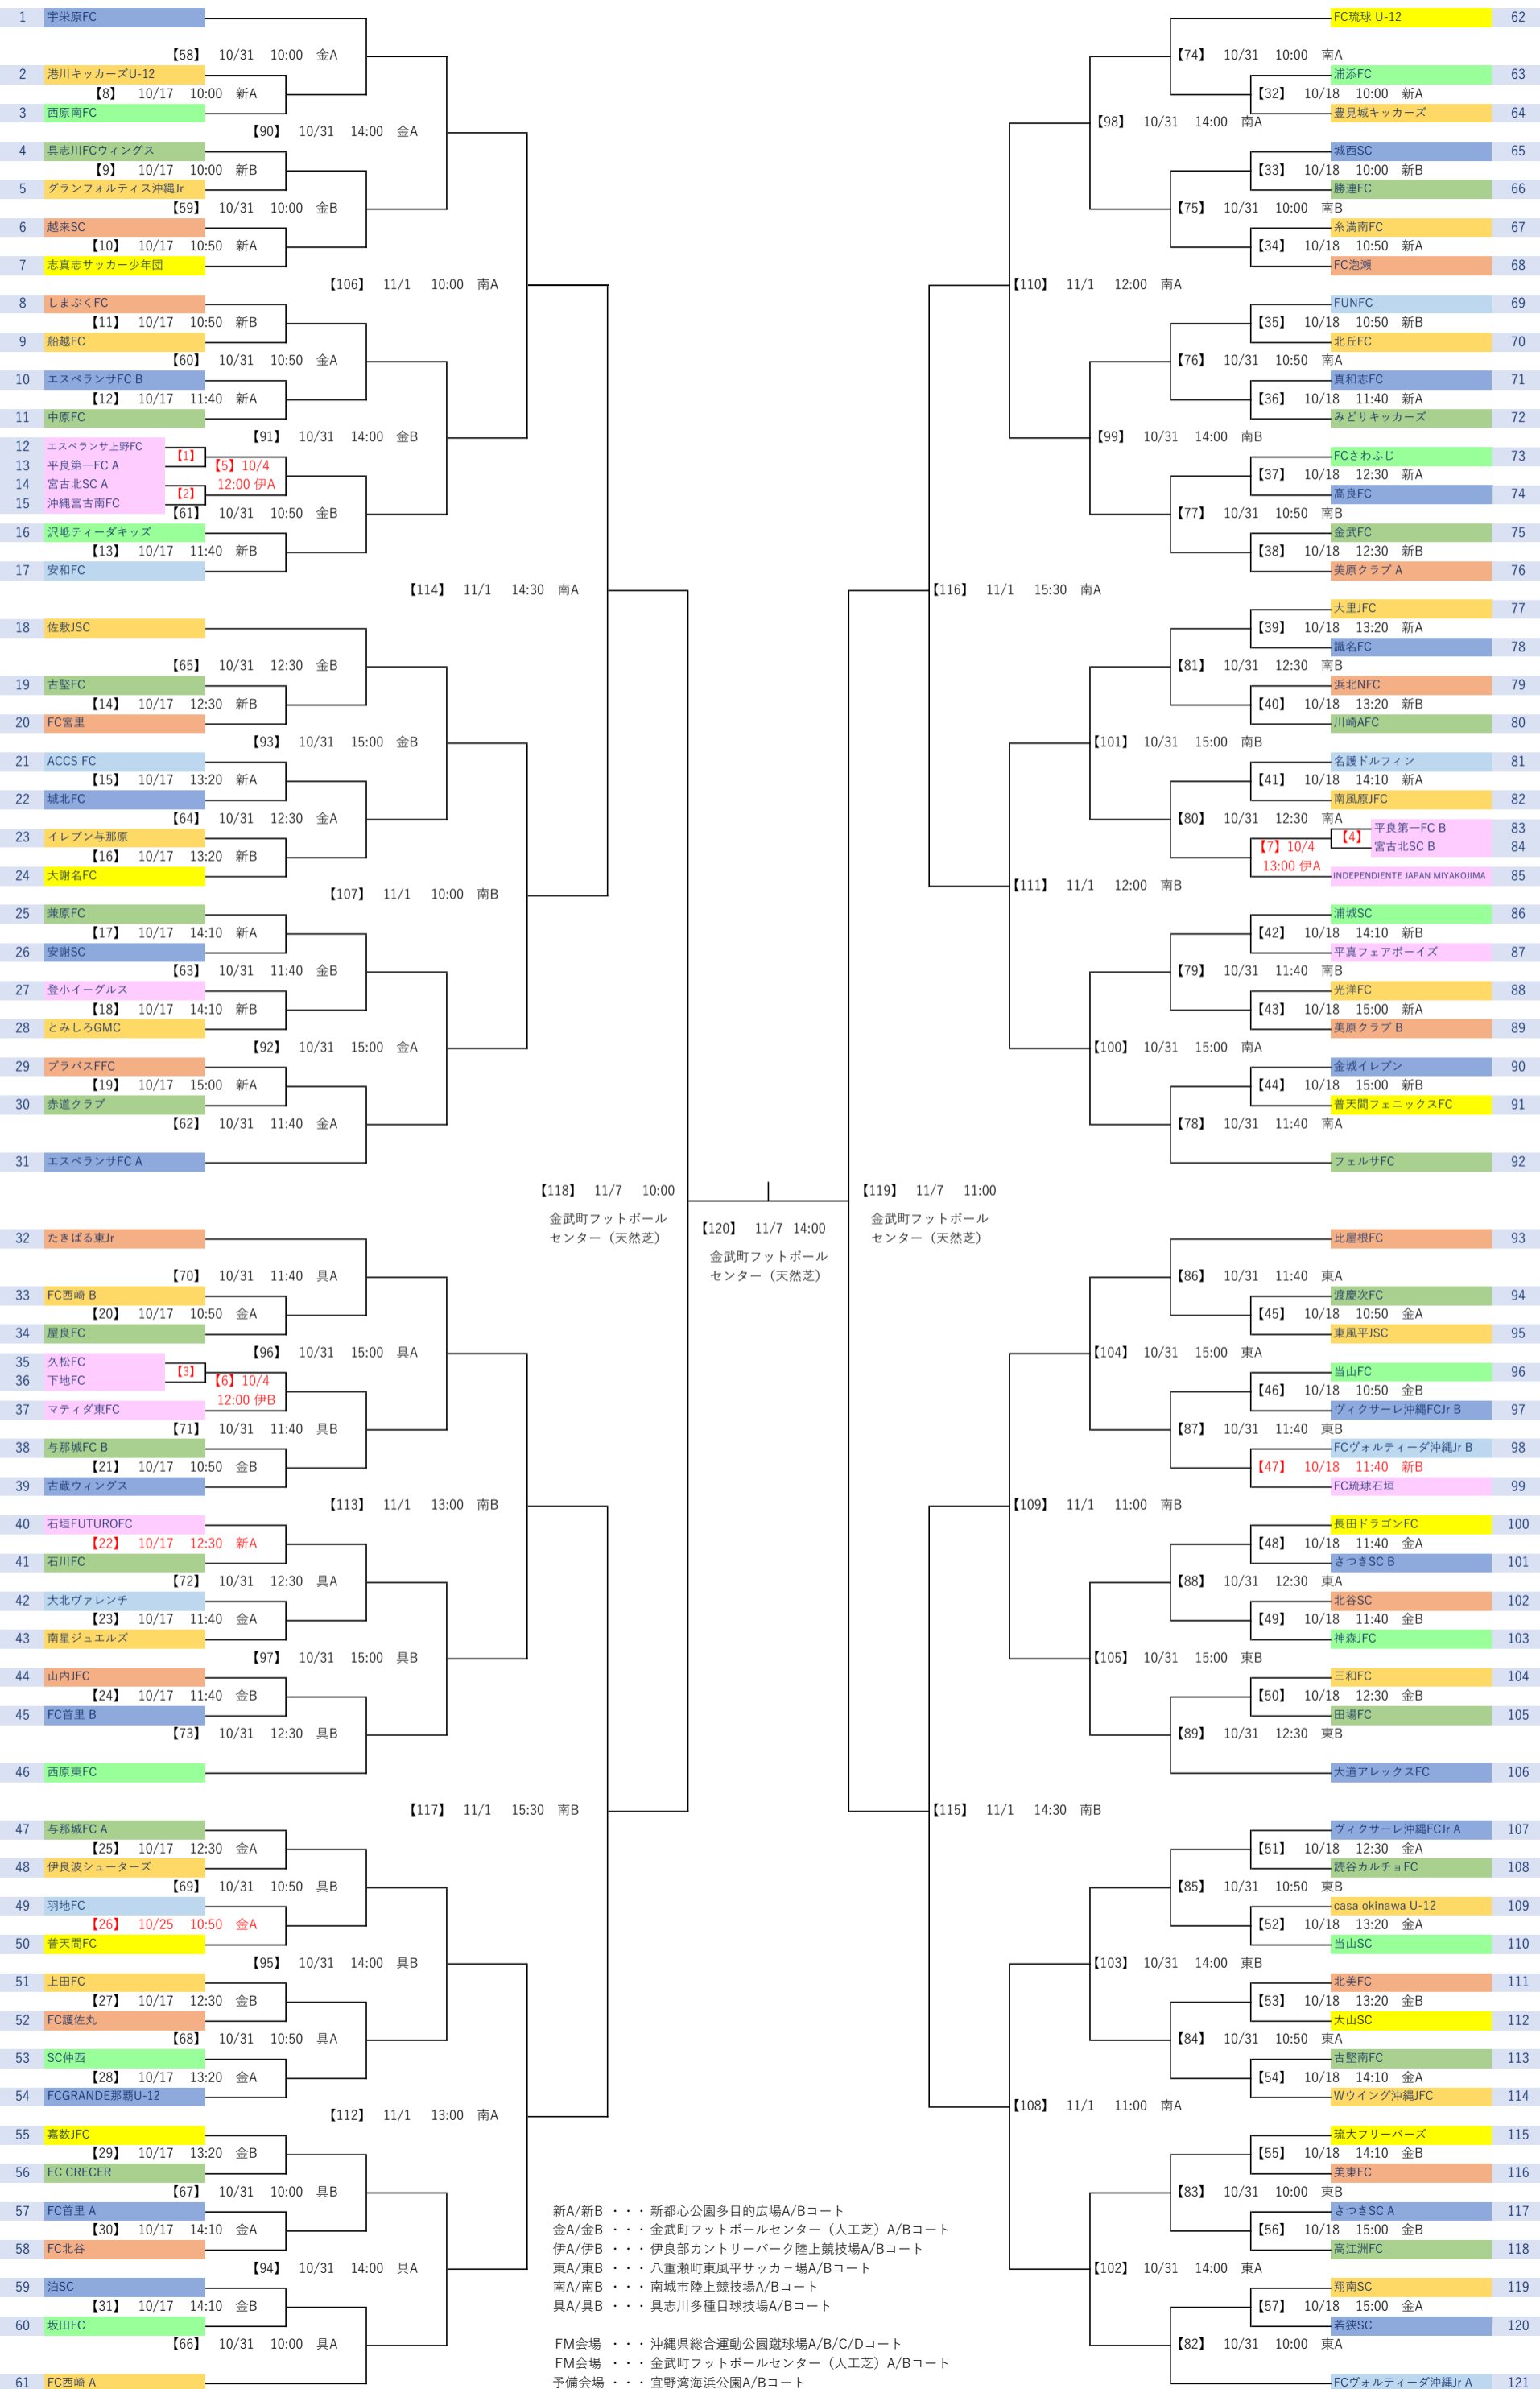 1 宇栄原FC
【58】 10/31 10:00 金A
2 港川キッカーズU-12
【8】 10/17 10:00 新A
3 西原南FC
【90】 10/31 14:00 金A
4 具志川FCウィングス
【9】 10/17 10:00 新B
5 グランフォルティス沖縄Jr
【59】 10/31 10:00 金B
6 越来SC
【10】 10/17 10:50 新A
7 志真志サッカー少年団
【106】 11/1 10:00 南A
8 しまぶくFC
【11】 10/17 10:50 新B
9 船越FC
【60】 10/31 10:50 金A
10 エスペランサFC B
【12】 10/17 11:40 新A
11 中原FC
【91】 10/31 14:00 金B
12 エスペランサ上野FC
【1】
13 平良第一FC A
【5】10/4
14 宮古北SC A
12:00 伊A
【2】
15 沖縄宮古南FC
【61】 10/31 10:50 金B
16 沢岻ティーダキッズ
【13】 10/17 11:40 新B
17 安和FC
【114】 11/1 14:30 南A
18 佐敷JSC
【65】 10/31 12:30 金B
19 古堅FC
【14】 10/17 12:30 新B
20 FC宮里
【93】 10/31 15:00 金B
21 ACCS FC
【15】 10/17 13:20 新A
22 城北FC
【64】 10/31 12:30 金A
23 イレブン与那原
【16】 10/17 13:20 新B
24 大謝名FC
【107】 11/1 10:00 南B
25 兼原FC
【17】 10/17 14:10 新A
26 安謝SC
【63】 10/31 11:40 金B
27 登小イーグルス
【18】 10/17 14:10 新B
28 とみしろGMC
【92】 10/31 15:00 金A
29 プラパスFFC
【19】 10/17 15:00 新A
30 赤道クラブ
【62】 10/31 11:40 金A
31 エスペランサFC A
【118】 11/7 10:00
金武町フットボール
センター（天然芝）
32 たきばる東Jr
【70】 10/31 11:40 具A
33 FC西崎 B
【20】 10/17 10:50 金A
34 屋良FC
【96】 10/31 15:00 具A
35 久松FC
【3】
36 下地FC
【6】10/4
12:00 伊B
37 マティダ東FC
【71】 10/31 11:40 具B
38 与那城FC B
【21】 10/17 10:50 金B
39 古蔵ウィングス
【113】 11/1 13:00 南B
40 石垣FUTUROFC
【22】 10/17 12:30 新A
41 石川FC
【72】 10/31 12:30 具A
42 大北ヴァレンチ
【23】 10/17 11:40 金A
43 南星ジュエルズ
【97】 10/31 15:00 具B
44 山内JFC
【24】 10/17 11:40 金B
45 FC首里 B
【73】 10/31 12:30 具B
46 西原東FC
【117】 11/1 15:30 南B
47 与那城FC A
【25】 10/17 12:30 金A
48 伊良波シューターズ
【69】 10/31 10:50 具B
49 羽地FC
【26】 10/25 10:50 金A
50 普天間FC
【95】 10/31 14:00 具B
51 上田FC
【27】 10/17 12:30 金B
52 FC護佐丸
【68】 10/31 10:50 具A
53 SC仲西
【28】 10/17 13:20 金A
54 FCGRANDE那覇U-12
【112】 11/1 13:00 南A
55 嘉数JFC
【29】 10/17 13:20 金B
56 FC CRECER
【67】 10/31 10:00 具B
57 FC首里 A
【30】 10/17 14:10 金A
58 FC北谷
【94】 10/31 14:00 具A
59 泊SC
【31】 10/17 14:10 金B
60 坂田FC
【66】 10/31 10:00 具A
61 FC西崎 A
【120】 11/7 14:00
金武町フットボール
センター（天然芝）
新A/新B ・・・新都心公園多目的広場A/Bコート
金A/金B ・・・金武町フットボールセンター（人工芝）A/Bコート
伊A/伊B ・・・伊良部カントリーパーク陸上競技場A/Bコート
東A/東B ・・・八重瀬町東風平サッカ－場A/Bコート
南A/南B ・・・南城市陸上競技場A/Bコート
具A/具B ・・・具志川多種目球技場A/Bコート
FM会場 ・・・沖縄県総合運動公園蹴球場A/B/C/Dコート
FM会場 ・・・金武町フットボールセンター（人工芝）A/Bコート
予備会場 ・・・宜野湾海浜公園A/Bコート
FC琉球 U-12 62
【74】 10/31 10:00 南A
浦添FC 63
【32】 10/18 10:00 新A
豊見城キッカーズ 64
【98】 10/31 14:00 南A
城西SC 65
【33】 10/18 10:00 新B
勝連FC 66
【75】 10/31 10:00 南B
糸満南FC 67
【34】 10/18 10:50 新A
FC泡瀬 68
【110】 11/1 12:00 南A
FUNFC 69
【35】 10/18 10:50 新B
北丘FC 70
【76】 10/31 10:50 南A
真和志FC 71
【36】 10/18 11:40 新A
みどりキッカーズ 72
【99】 10/31 14:00 南B
FCさわふじ 73
【37】 10/18 12:30 新A
高良FC 74
【77】 10/31 10:50 南B
金武FC 75
【38】 10/18 12:30 新B
美原クラブ A 76
【116】 11/1 15:30 南A
大里JFC 77
【39】 10/18 13:20 新A
識名FC 78
【81】 10/31 12:30 南B
浜北NFC 79
【40】 10/18 13:20 新B
川崎AFC 80
【101】 10/31 15:00 南B
名護ドルフィン 81
【41】 10/18 14:10 新A
南風原JFC 82
【80】 10/31 12:30 南A
平良第一FC B 83
【4】
【7】10/4
宮古北SC B 84
13:00 伊A
INDEPENDIENTE JAPAN MIYAKOJIMA 85
【111】 11/1 12:00 南B
浦城SC 86
【42】 10/18 14:10 新B
平真フェアボーイズ 87
【79】 10/31 11:40 南B
光洋FC 88
【43】 10/18 15:00 新A
美原クラブ B 89
【100】 10/31 15:00 南A
金城イレブン 90
【44】 10/18 15:00 新B
普天間フェニックスFC 91
【78】 10/31 11:40 南A
フェルサFC 92
【119】 11/7 11:00
金武町フットボール
センター（天然芝）
比屋根FC 93
【86】 10/31 11:40 東A
渡慶次FC 94
【45】 10/18 10:50 金A
東風平JSC 95
【104】 10/31 15:00 東A
当山FC 96
【46】 10/18 10:50 金B
ヴィクサーレ沖縄FCJr B 97
【87】 10/31 11:40 東B
FCヴォルティーダ沖縄Jr B 98
【47】 10/18 11:40 新B
FC琉球石垣 99
【109】 11/1 11:00 南B
長田ドラゴンFC 100
【48】 10/18 11:40 金A
さつきSC B 101
【88】 10/31 12:30 東A
北谷SC 102
【49】 10/18 11:40 金B
神森JFC 103
【105】 10/31 15:00 東B
三和FC 104
【50】 10/18 12:30 金B
田場FC 105
【89】 10/31 12:30 東B
大道アレックスFC 106
【115】 11/1 14:30 南B
ヴィクサーレ沖縄FCJr A 107
【51】 10/18 12:30 金A
読谷カルチョFC 108
【85】 10/31 10:50 東B
casa okinawa U-12 109
【52】 10/18 13:20 金A
当山SC 110
【103】 10/31 14:00 東B
北美FC 111
【53】 10/18 13:20 金B
大山SC 112
【84】 10/31 10:50 東A
古堅南FC 113
【54】 10/18 14:10 金A
Wウイング沖縄JFC 114
【108】 11/1 11:00 南A
琉大フリーバーズ 115
【55】 10/18 14:10 金B
美東FC 116
【83】 10/31 10:00 東B
さつきSC A 117
【56】 10/18 15:00 金B
高江洲FC 118
【102】 10/31 14:00 東A
翔南SC 119
【57】 10/18 15:00 金A
若狭SC 120
【82】 10/31 10:00 東A
FCヴォルティーダ沖縄Jr A 121